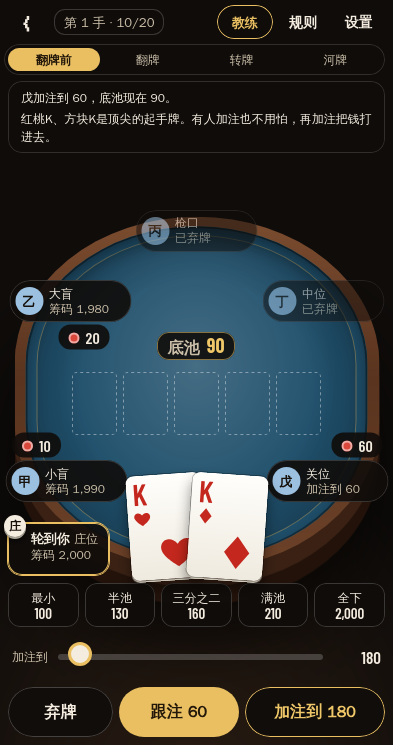 第 1 手 · 10/20
教练
规则
设置
翻牌前
翻牌
转牌
河牌
戊加注到 60，底池现在 90。
红桃K、方块K是顶尖的起手牌。有人加注也不用怕，再加注把钱打
进去。
丙
枪口
已弃牌
乙
大盲
筹码 1,980
丁
中位
已弃牌
20
底池 90
10
60
甲
小盲
筹码 1,990
K
K
戊
关位
加注到 60
庄
轮到你 庄位
筹码 2,000
最小
100
半池
130
三分之二
160
满池
210
全下
2,000
加注到
180
弃牌
跟注 60
加注到 180